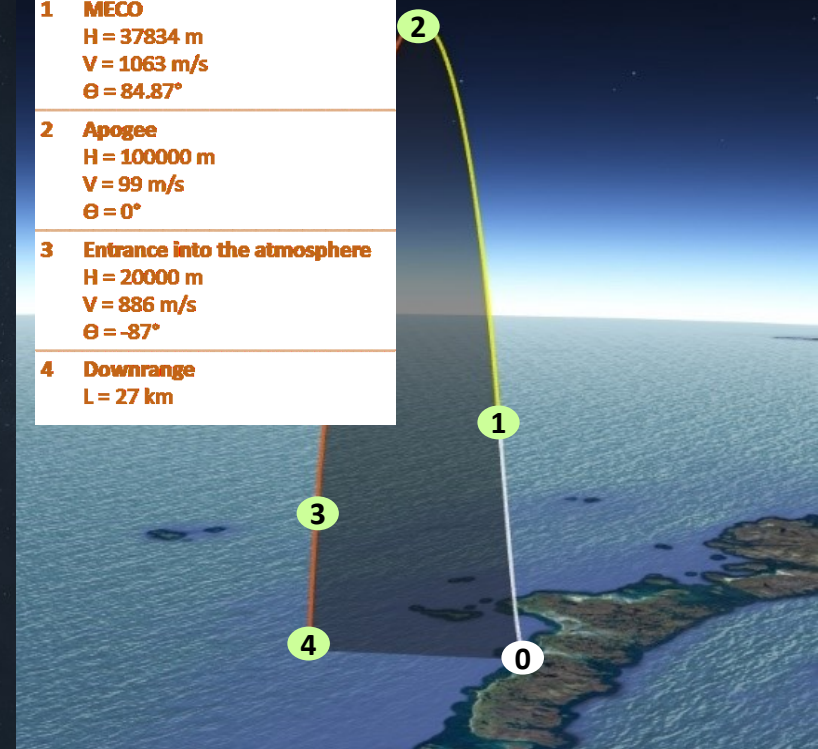 1 MECO
H = 37834 m
V = 1063 m/s
Ө = 84.87°
2 Apogee
H = 100000 m
V = 99 m/s
Ө = 0°
3 Entrance into the atmosphere
H = 20000 m
V = 886 m/s
Ө = -87°
4 Downrange
L = 27 km
2
1
3
4
0